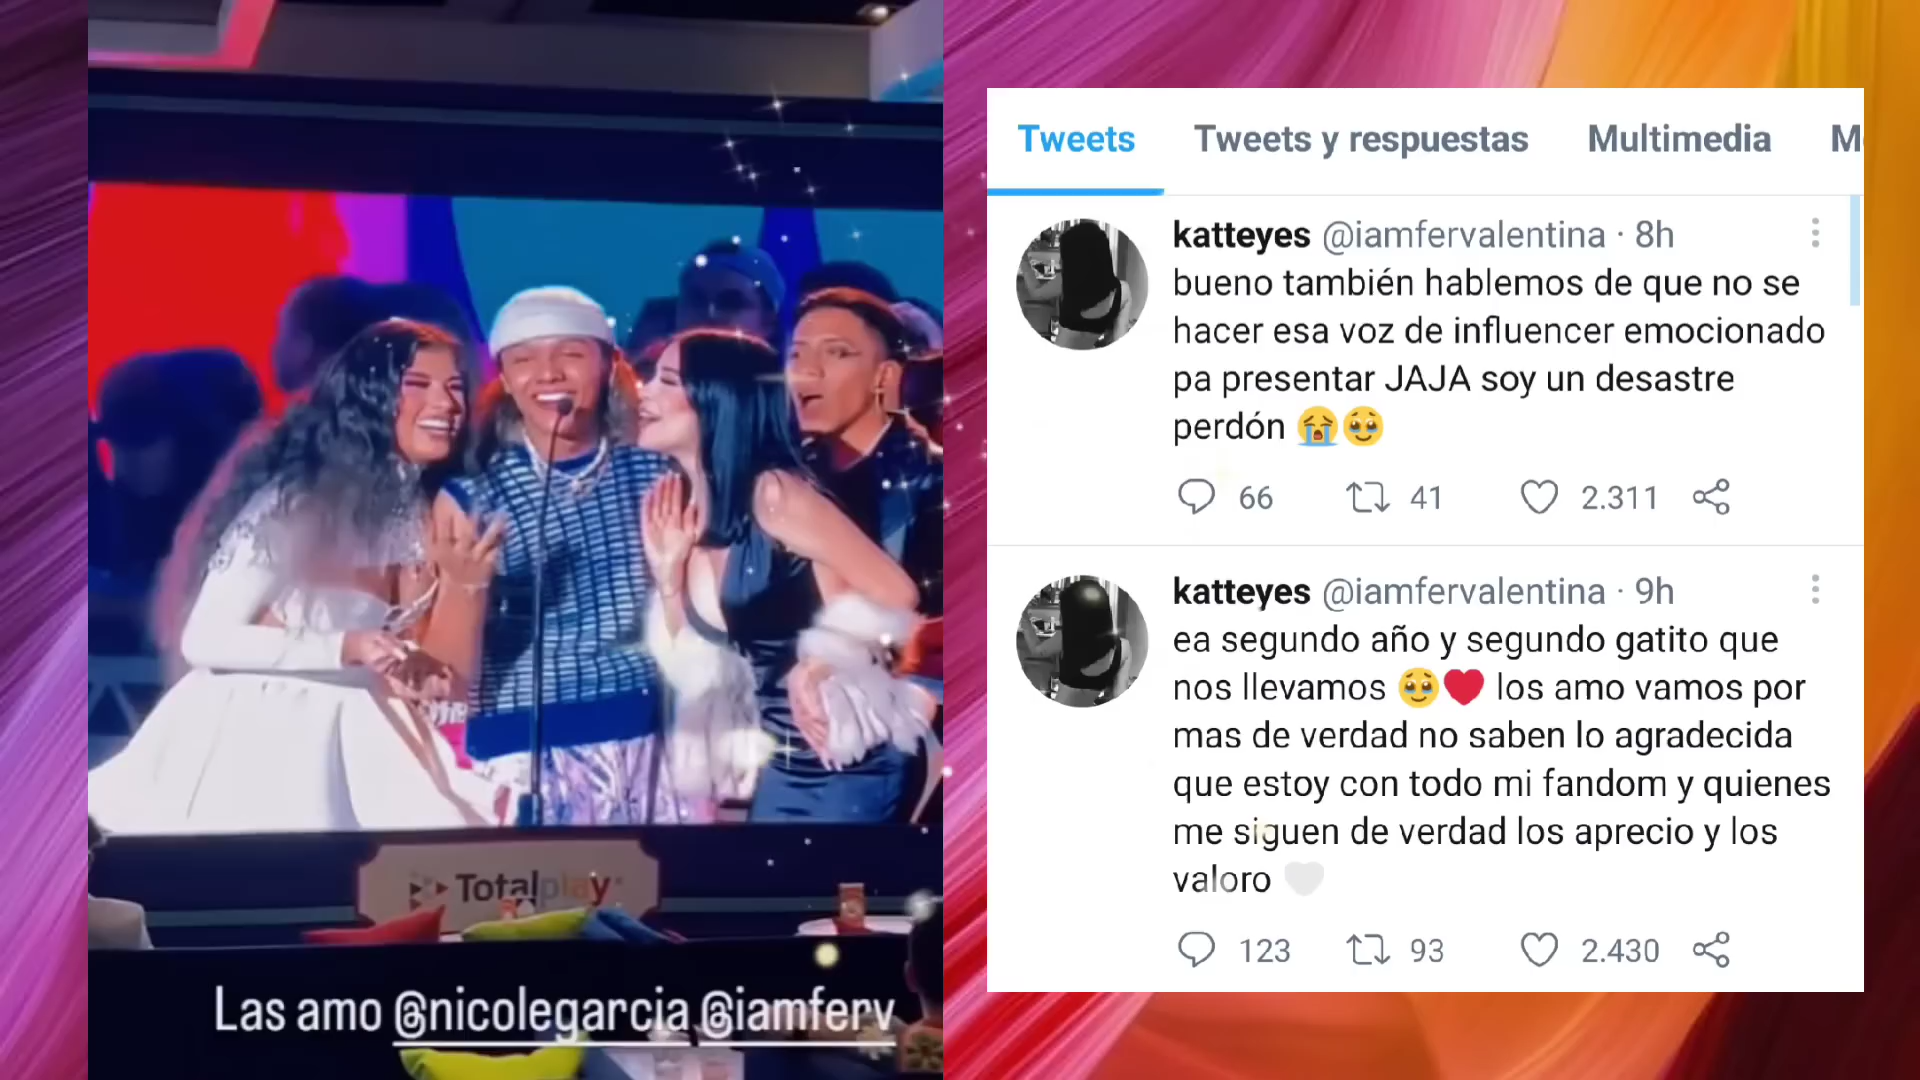 Totalplay
Las amo @nicolegarcia @iamferv
Tweets
Tweets y respuestas
Multimedia
katteyes @iamfervalentina · 8h
bueno también hablemos de que no se
hacer esa voz de influencer emocionado
pa presentar JAJA soy un desastre
perdón 😭🥹
66
41
2.311
katteyes @iamfervalentina · 9h
ea segundo año y segundo gatito que
nos llevamos 🥹❤️ los amo vamos por
mas de verdad no saben lo agradecida
que estoy con todo mi fandom y quienes
me siguen de verdad los aprecio y los
valoro 🤍
123
93
2.430